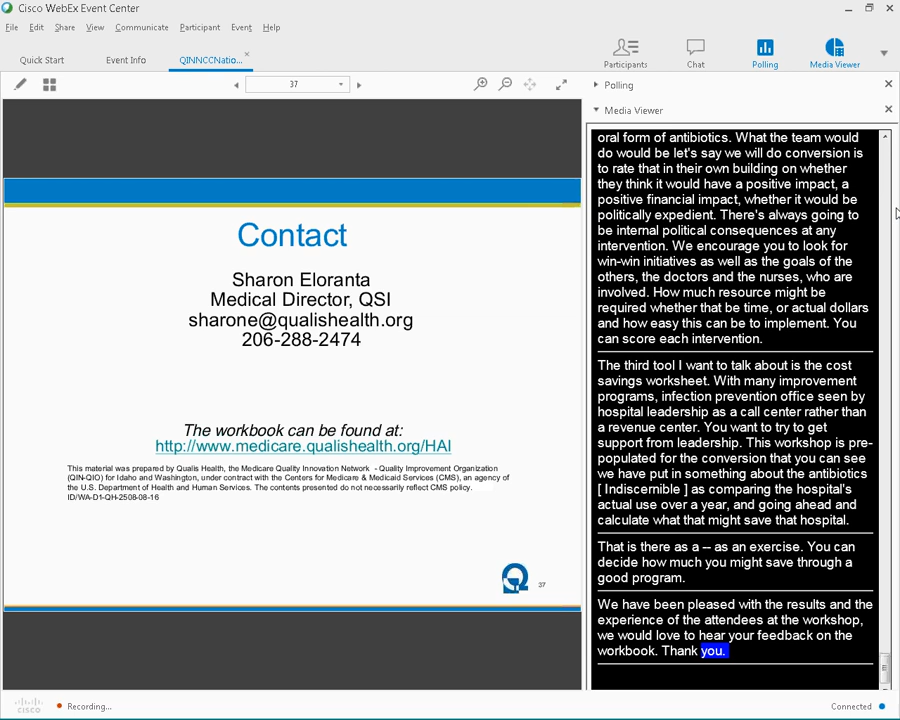 Cisco WebEx Event Center
File Edit Share View Communicate Participant Event Help
Quick Start
Event Info
QINNCCNatio...
Participants
Chat
Polling
Media Viewer
37
Polling
Media Viewer
Contact
Sharon Eloranta
Medical Director, QSI
sharone@qualishealth.org
206-288-2474
The workbook can be found at:
http://www.medicare.qualishealth.org/HAI
This material was prepared by Qualis Health, the Medicare Quality Innovation Network - Quality Improvement Organization
(QIN-QIO) for Idaho and Washington, under contract with the Centers for Medicare & Medicaid Services (CMS), an agency of
the U.S. Department of Health and Human Services. The contents presented do not necessarily reflect CMS policy.
ID/WA-D1-QH-2508-08-16
37
oral form of antibiotics. What the team would
do would be let's say we will do conversion is
to rate that in their own building on whether
they think it would have a positive impact, a
positive financial impact, whether it would be
politically expedient. There's always going to
be internal political consequences at any
intervention. We encourage you to look for
win-win initiatives as well as the goals of the
others, the doctors and the nurses, who are
involved. How much resource might be
required whether that be time, or actual dollars
and how easy this can be to implement. You
can score each intervention.
The third tool I want to talk about is the cost
savings worksheet. With many improvement
programs, infection prevention office seen by
hospital leadership as a call center rather than
a revenue center. You want to try to get
support from leadership. This workshop is pre-
populated for the conversion that you can see
we have put in something about the antibiotics
[ Indiscernible ] as comparing the hospital's
actual use over a year, and going ahead and
calculate what that might save that hospital.
That is there as a -- as an exercise. You can
decide how much you might save through a
good program.
We have been pleased with the results and the
experience of the attendees at the workshop,
we would love to hear your feedback on the
workbook. Thank you.
cisco
Recording...
Connected